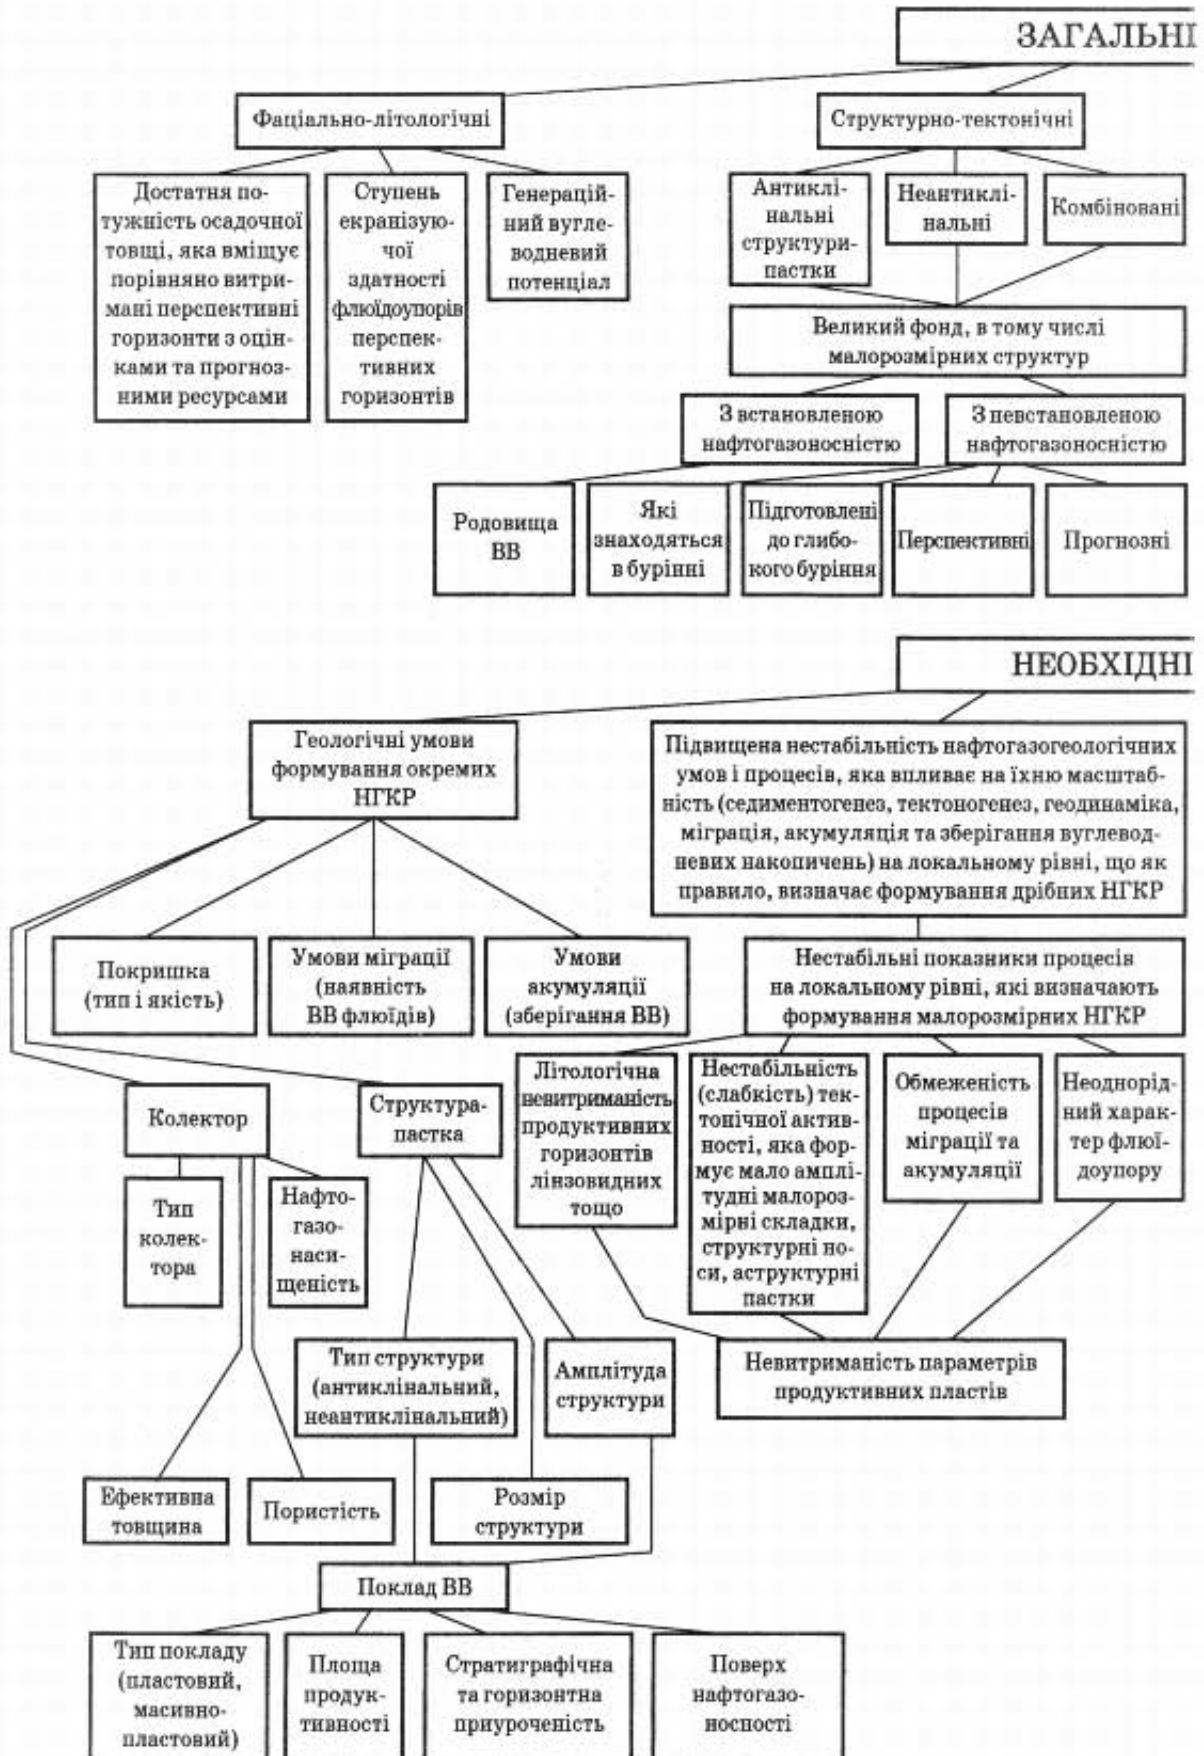 ЗАГАЛЬНІ
Фаціально-літологічні
Структурно-тектонічні
Достатня по-
тужність осадочної
товщі, яка вміщує
порівняно витри-
мані перспективні
горизонти з оцін-
ками та прогноз-
ними ресурсами
Ступень
екранізую-
чої
здатності
флюїдоупорів
перспек-
тивних
горизонтів
Генерацій-
ний вугле-
водневий
потенціал
Антиклі-
нальні
структури-
пастки
Неантиклі-
нальні
Комбіновані
Великий фонд, в тому числі
малорозмірних структур
З встановленою
нафтогазоносністю
З невстановленою
нафтогазоносністю
Родовища
ВВ
Які
знаходяться
в бурінні
Підготовлені
до глибо-
кого буріння
Перспективні
Прогнозні
НЕОБХІДНІ
Геологічні умови
формування окремих
НГКР
Підвищена нестабільність нафтогазогеологічних
умов і процесів, яка впливає на їхню масштаб-
ність (седиментогенез, тектоногенез, геодинаміка,
міграція, акумуляція та зберігання вуглевод-
невих накопичень) на локальному рівні, що як
правило, визначає формування дрібних НГКР
Покришка
(тип і якість)
Умови міграції
(наявність
ВВ флюїдів)
Умови
акумуляції
(зберігання ВВ)
Нестабільні показники процесів
на локальному рівні, які визначають
формування малорозмірних НГКР
Колектор
Структура-
пастка
Літологічна
невитриманість
продуктивних
горизонтів
лінзовидних
тощо
Нестабільність
(слабкість) тек-
тонічної актив-
ності, яка фор-
мує мало амплі-
тудні малороз-
мірні складки,
структурні но-
си, аструктурні
пастки
Обмеженість
процесів
міграції та
акумуляції
Неоднорід-
ний харак-
тер флюї-
доупору
Тип
колек-
тора
Нафто-
газо-
наси-
щеність
Тип структури
(антиклінальний,
неантиклінальний)
Амплітуда
структури
Невитриманість параметрів
продуктивних пластів
Ефективна
товщина
Пористість
Розмір
структури
Поклад ВВ
Тип покладу
(пластовий,
масивно-
пластовий)
Площа
продук-
тивності
Стратиграфічна
та горизонтна
приуроченість
Поверх
нафтогазо-
носності